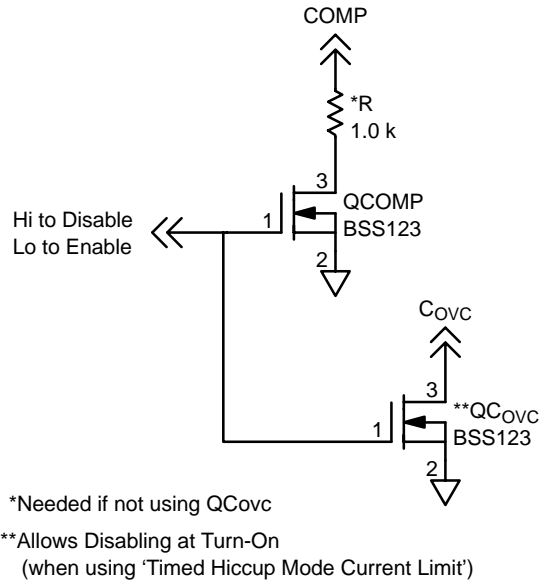 COMP
*R
1.0 k
3
QCOMP
BSS123
1
2
Hi to Disable
Lo to Enable
COVC
3
**QCOVC
BSS123
1
2
*Needed if not using QCovc
**Allows Disabling at Turn-On
(when using ‘Timed Hiccup Mode Current Limit’)